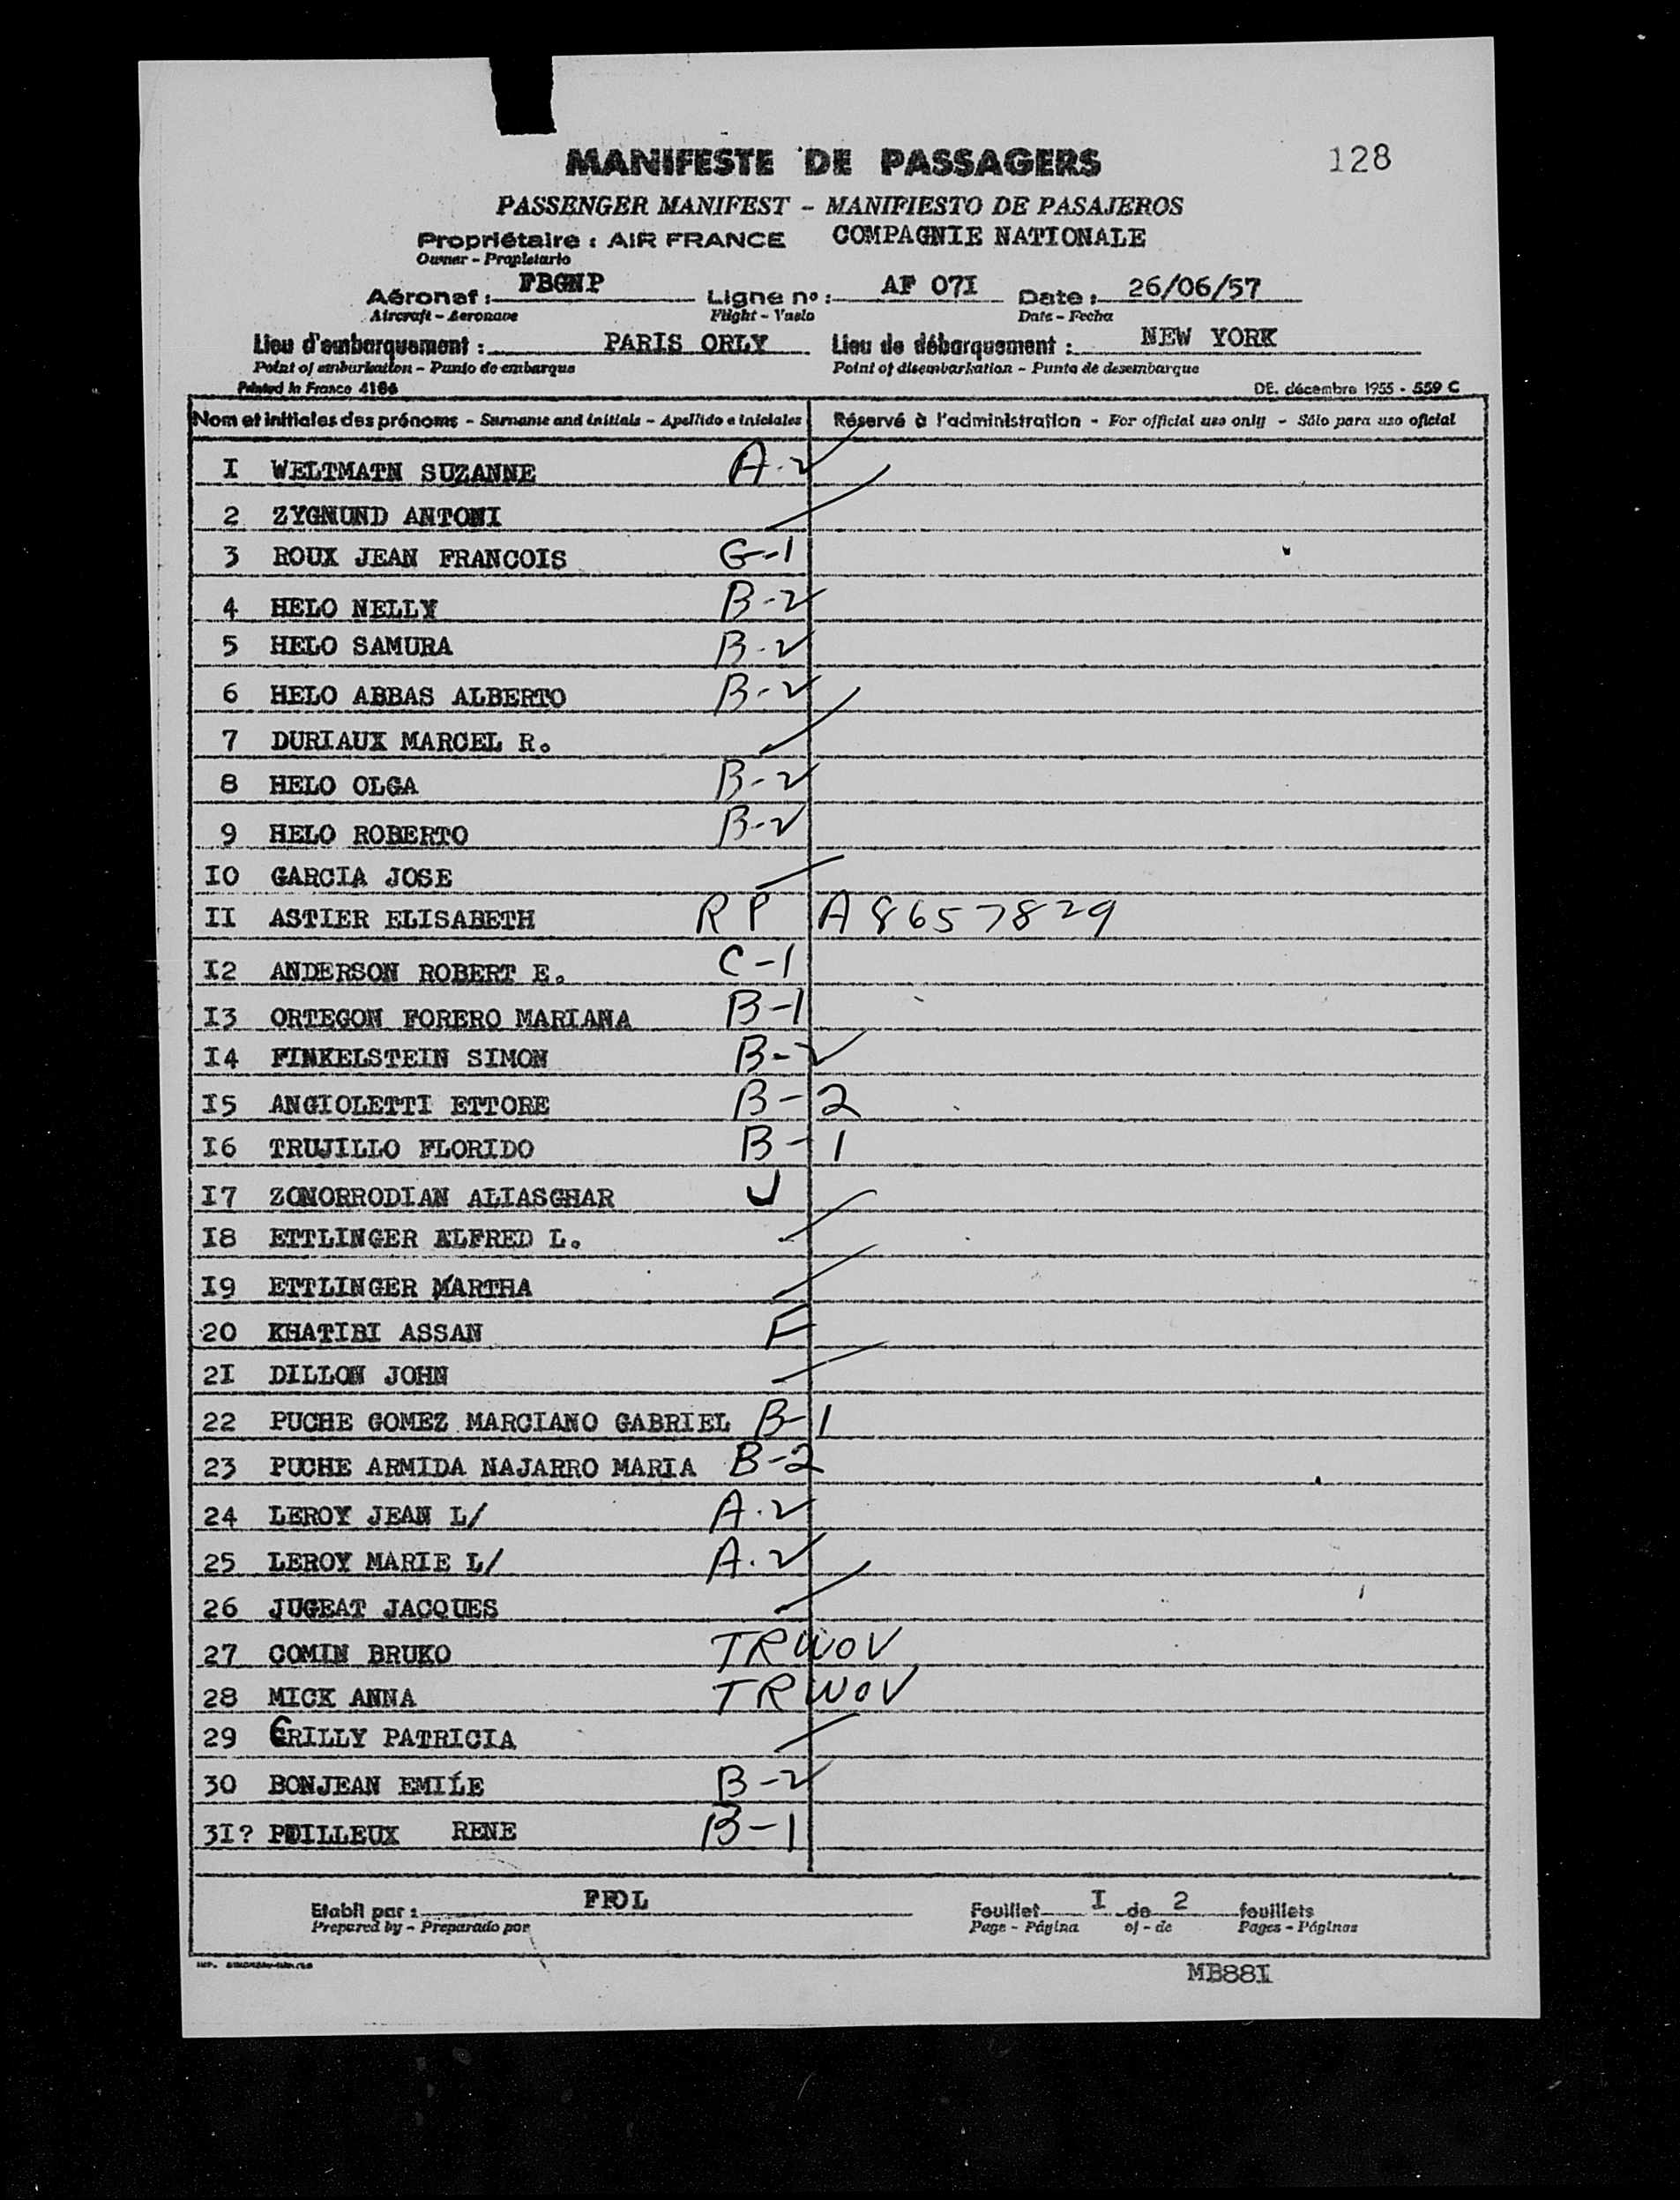 128
MANIFESTE DE PASSAGERS
PASSENGER MANIFEST - MANIFIESTO DE PASAJEROS
Propriétaire : AIR FRANCE COMPAGNIE NATIONALE
Owner - Propietario
Aéronef : FBGNP Ligne nº : AF 07I Date : 26/06/57
Aircraft - Aeronave Flight - Vuelo Date - Fecha
Lieu d'embarquement : PARIS ORLY Lieu de débarquement : NEW YORK
Point of embarkation - Punto de embarque Point of disembarkation - Punta de desembarque
Printed in France 4186 DE. décembre 1955 - 559 C
Nom et initiales des prénoms - Surname and initials - Apellido e iniciales Réservé à l'administration - For official use only - Sólo para uso oficial
I WELTMATN SUZANNE A-2
2 ZYGMUND ANTONI
3 ROUX JEAN FRANCOIS G-1
4 HELO NELLY B-2
5 HELO SAMURA B-2
6 HELO ABBAS ALBERTO B-2
7 DURIAUX MARCEL R.
8 HELO OLGA B-2
9 HELO ROBERTO B-2
I0 GARCIA JOSE
II ASTIER ELISABETH R P A8657829
I2 ANDERSON ROBERT E. C-1
I3 ORTEGON FORERO MARIANA B-1
I4 FINKELSTEIN SIMON B-2
I5 ANGIOLETTI ETTORE B-2
I6 TRUJILLO FLORIDO B-1
I7 ZONORRODIAN ALIASGHAR J
I8 ETTLINGER ALFRED L.
I9 ETTLINGER MARTHA
20 KHATIBI ASSAN F
2I DILLON JOHN
22 PUCHE GOMEZ MARCIANO GABRIEL B-1
23 PUCHE ARMIDA NAJARRO MARIA B-2
24 LEROY JEAN L/ A-2
25 LEROY MARIE L/ A-2
26 JUGEAT JACQUES
27 COMIN BRUKO TRWOV
28 MICK ANNA TRWOV
29 GRILLY PATRICIA
30 BONJEAN EMILE B-2
3I? POILLEUX RENE B-1
Etabli par : FFOL Feuillet I de 2 feuillets
Prepared by - Preparado por Page - Página of - de Pages - Páginas
MB88I